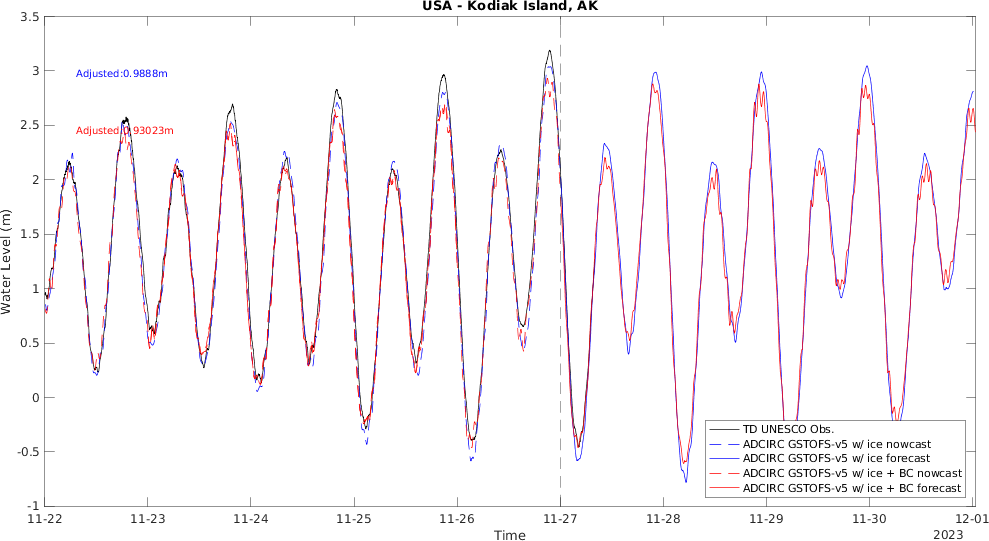 USA - Kodiak Island, AK
3.5
3
2.5
2
1.5
1
0.5
0
-0.5
-1
Water Level (m)
Adjusted:0.9888m
Adjusted:0.93023m
TD UNESCO Obs.
ADCIRC GSTOFS-v5 w/ ice nowcast
ADCIRC GSTOFS-v5 w/ ice forecast
ADCIRC GSTOFS-v5 w/ ice + BC nowcast
ADCIRC GSTOFS-v5 w/ ice + BC forecast
11-22 11-23 11-24 11-25 11-26 11-27 11-28 11-29 11-30 12-01
Time
2023